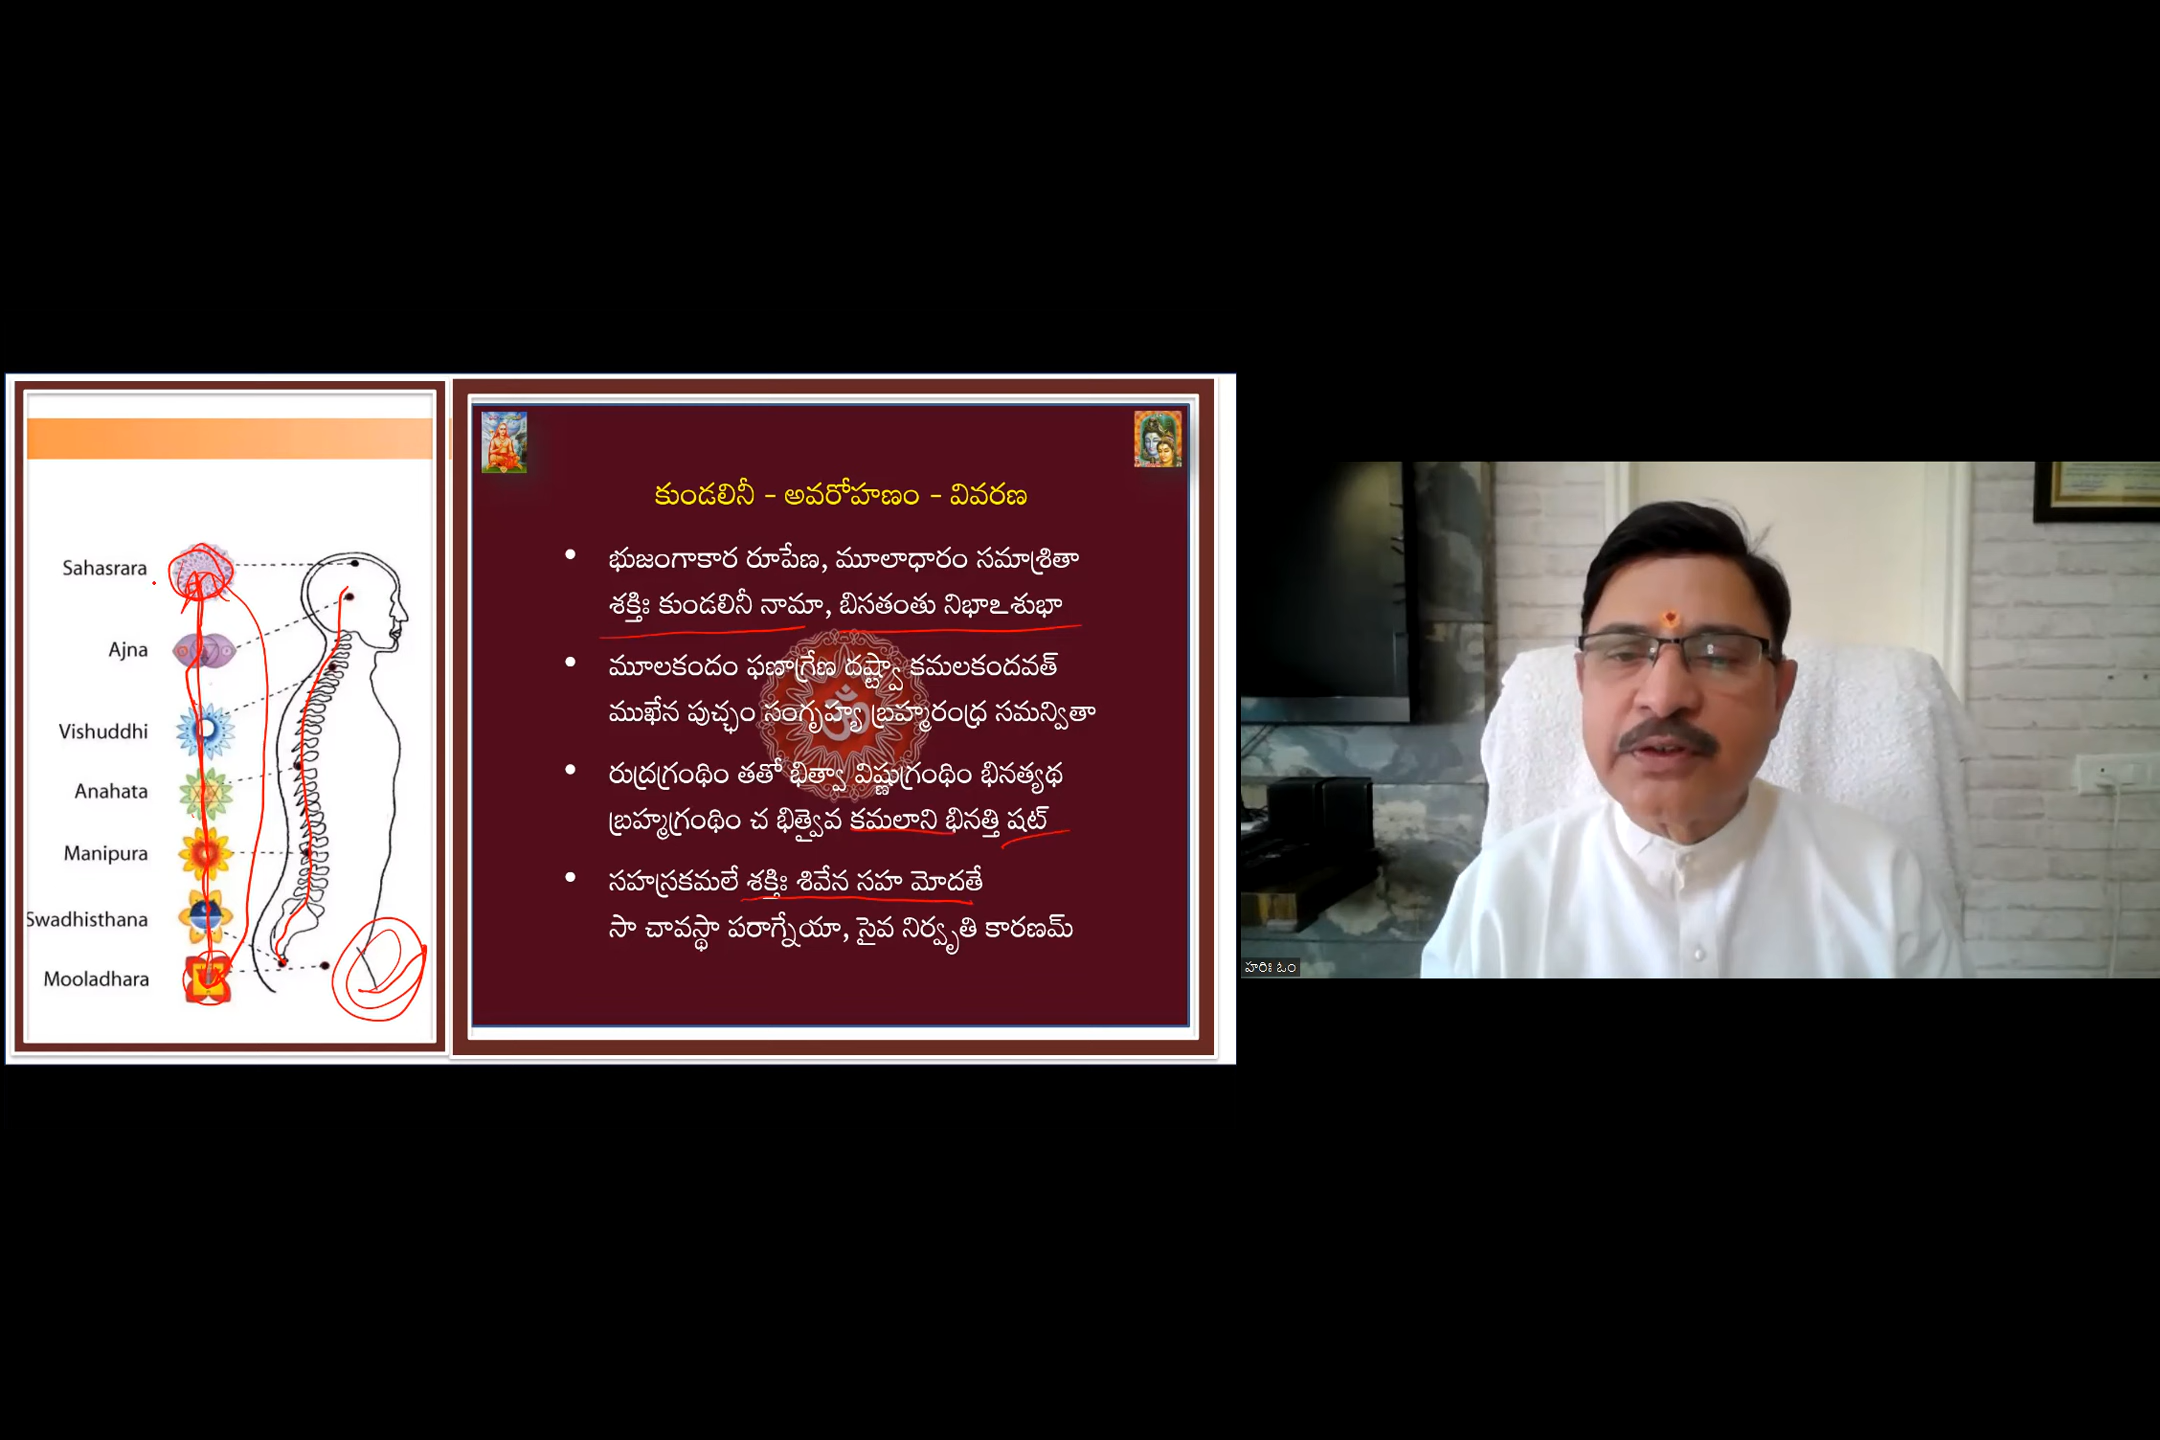 Sahasrara
Ajna
Vishuddhi
Anahata
Manipura
Swadhisthana
Mooladhara
కుండలినీ - అవరోహణం - వివరణ
• భుజంగాకార రూపేణ, మూలాధారం సమాశ్రితా
శక్తిః కుండలినీ నామా, బిసతంతు నిభాఽశుభా
• మూలకందం ఫణాగ్రేణ దష్ట్వా కమలకందవత్
ముఖేన పుచ్ఛం సంగృహ్య బ్రహ్మరంధ్ర సమన్వితా
• రుద్రగ్రంథిం తతో భిత్వా విష్ణుగ్రంథిం భినత్యథ
బ్రహ్మగ్రంథిం చ భిత్వైవ కమలాని భినత్తి షట్
• సహస్రకమలే శక్తిః శివేన సహ మోదతే
సా చావస్థా పరాగ్నేయా, సైవ నిర్వృతి కారణమ్
హరిః ఓం